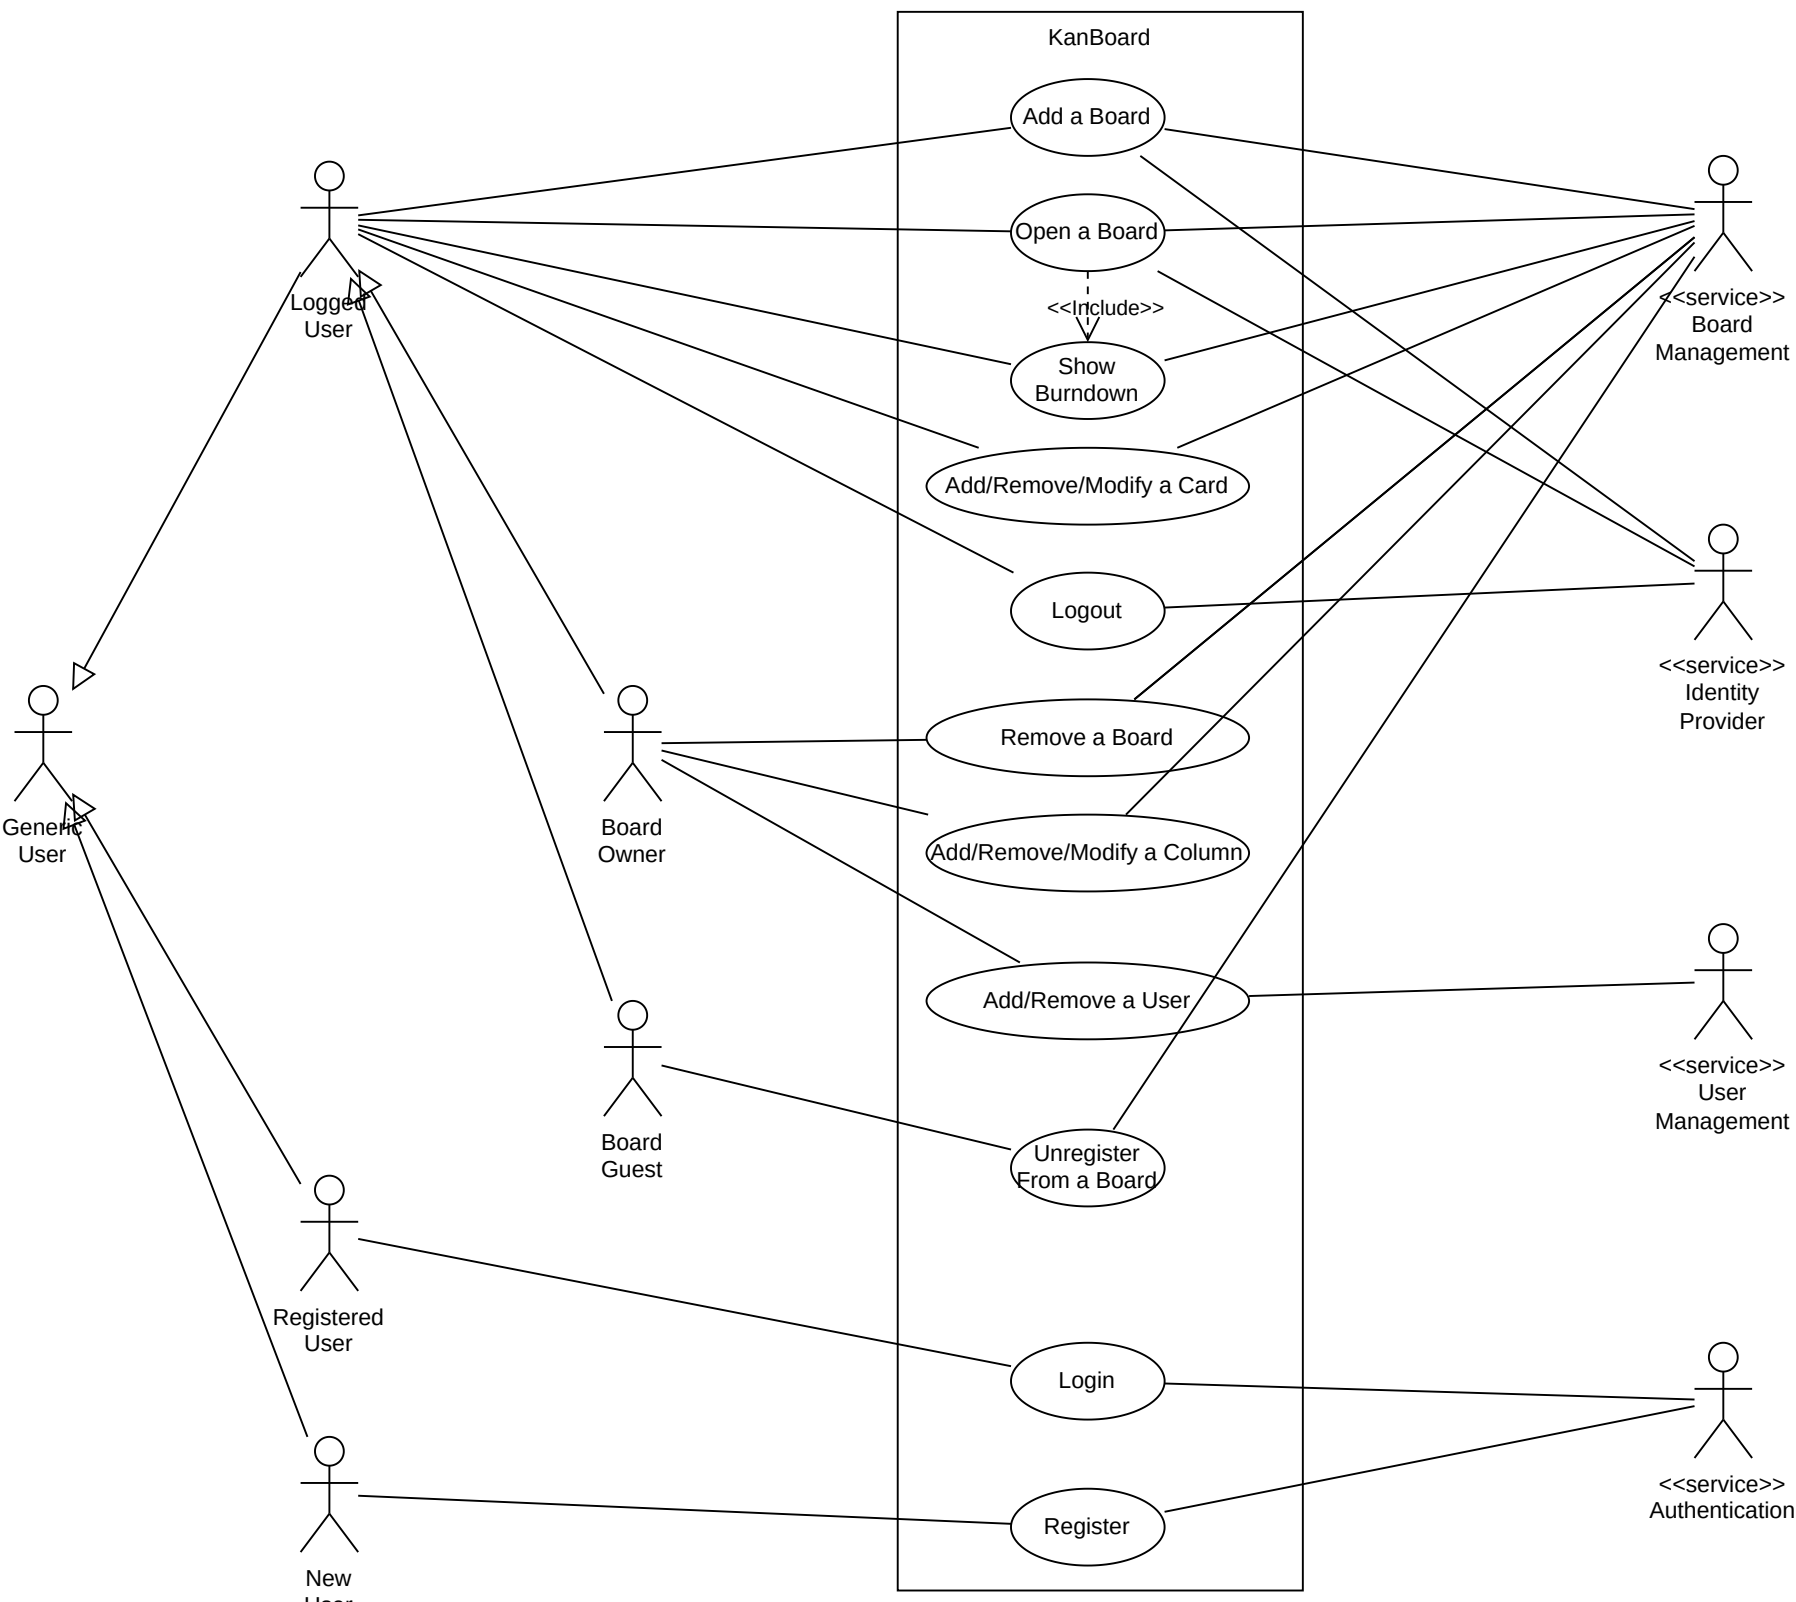 KanBoard
Add a Board
Open a Board
<<Include>>
Show
Burndown
Add/Remove/Modify a Card
Logout
Remove a Board
Add/Remove/Modify a Column
Add/Remove a User
Unregister
From a Board
Login
Register
Logged
User
Generic
User
Board
Owner
Board
Guest
Registered
User
New
User
<<service>>
Board
Management
<<service>>
Identity
Provider
<<service>>
User
Management
<<service>>
Authentication